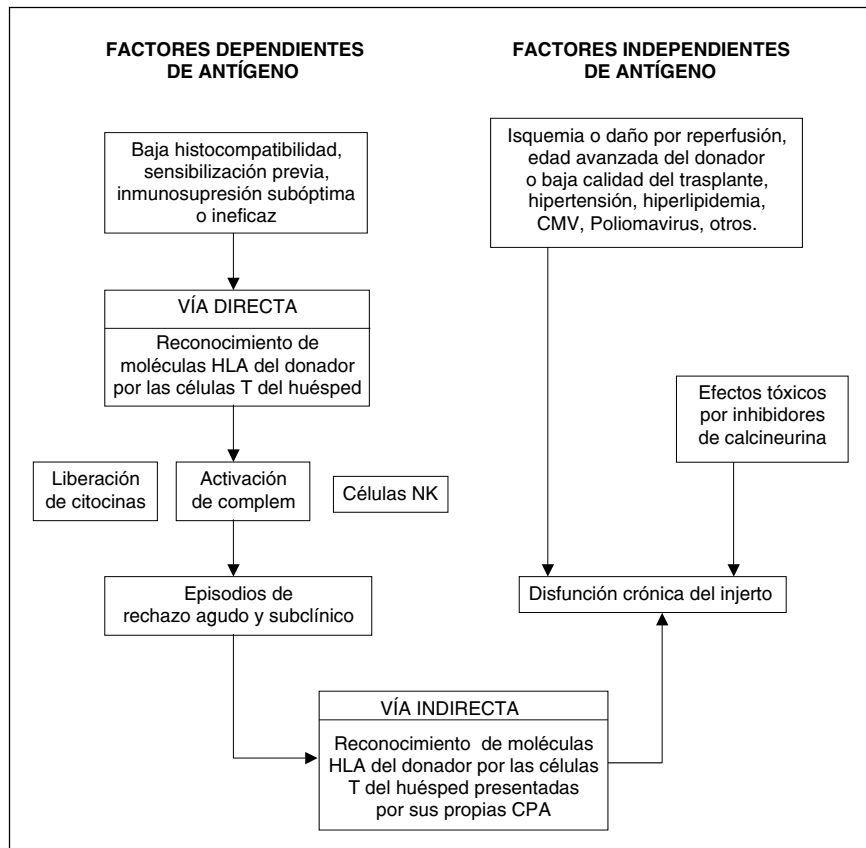 FACTORES DEPENDIENTES
DE ANTÍGENO
Baja histocompatibilidad,
sensibilización previa,
inmunosupresión subóptima
o ineficaz
VÍA DIRECTA
Reconocimiento de
moléculas HLA del donador
por las células T del huésped
Liberación
de citocinas
Activación
de complem
Células NK
Episodios de
rechazo agudo y subclínico
VÍA INDIRECTA
Reconocimiento de moléculas
HLA del donador por las células
T del huésped presentadas
por sus propias CPA
FACTORES INDEPENDIENTES
DE ANTÍGENO
Isquemia o daño por reperfusión,
edad avanzada del donador
o baja calidad del trasplante,
hipertensión, hiperlipidemia,
CMV, Poliomavirus, otros.
Efectos tóxicos
por inhibidores
de calcineurina
Disfunción crónica del injerto